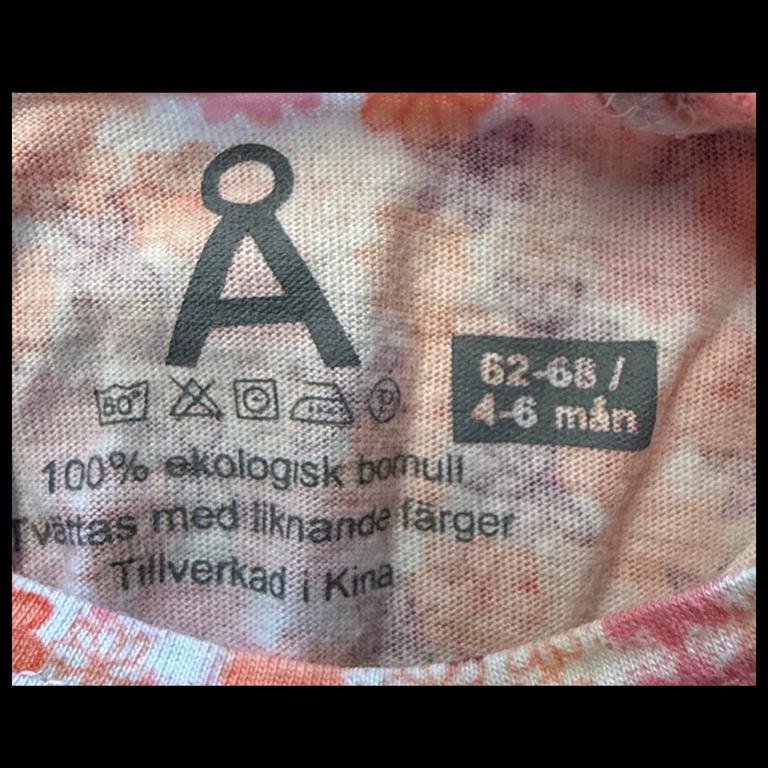 Å
60°
P
62-68 /
4-6 mån
100% ekologisk bomull
Tvättas med liknande färger
Tillverkad i Kina